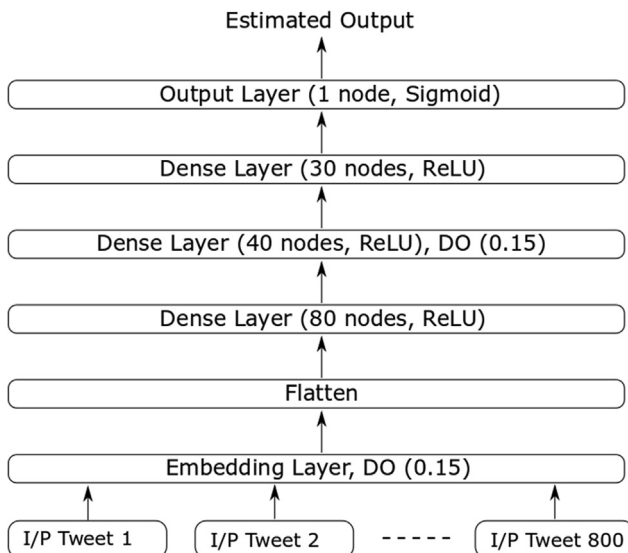 Estimated Output
Output Layer (1 node, Sigmoid)
Dense Layer (30 nodes, ReLU)
Dense Layer (40 nodes, ReLU), DO (0.15)
Dense Layer (80 nodes, ReLU)
Flatten
Embedding Layer, DO (0.15)
I/P Tweet 1
I/P Tweet 2
I/P Tweet 800